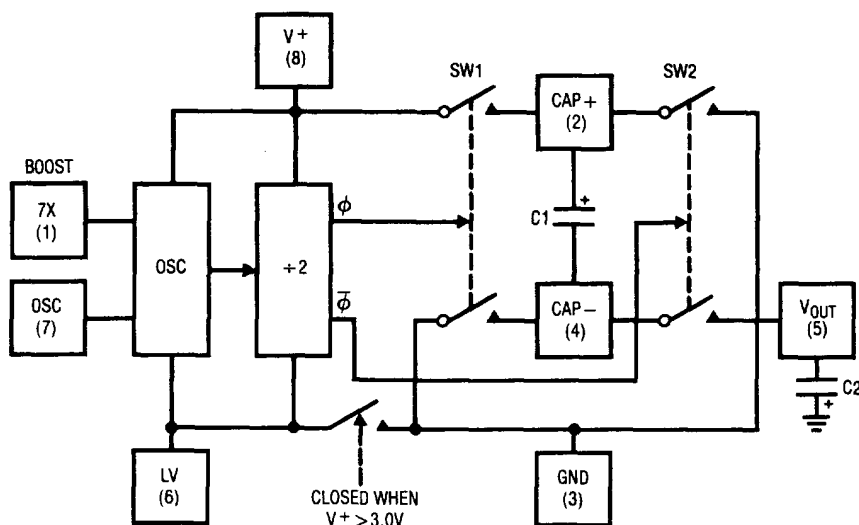 V+
(8)
SW1
SW2
CAP+
(2)
BOOST
7X
(1)
OSC
(7)
OSC
÷2
ϕ
ϕ̅
C1
+
CAP−
(4)
VOUT
(5)
C2
+
LV
(6)
CLOSED WHEN
V+ > 3.0V
GND
(3)